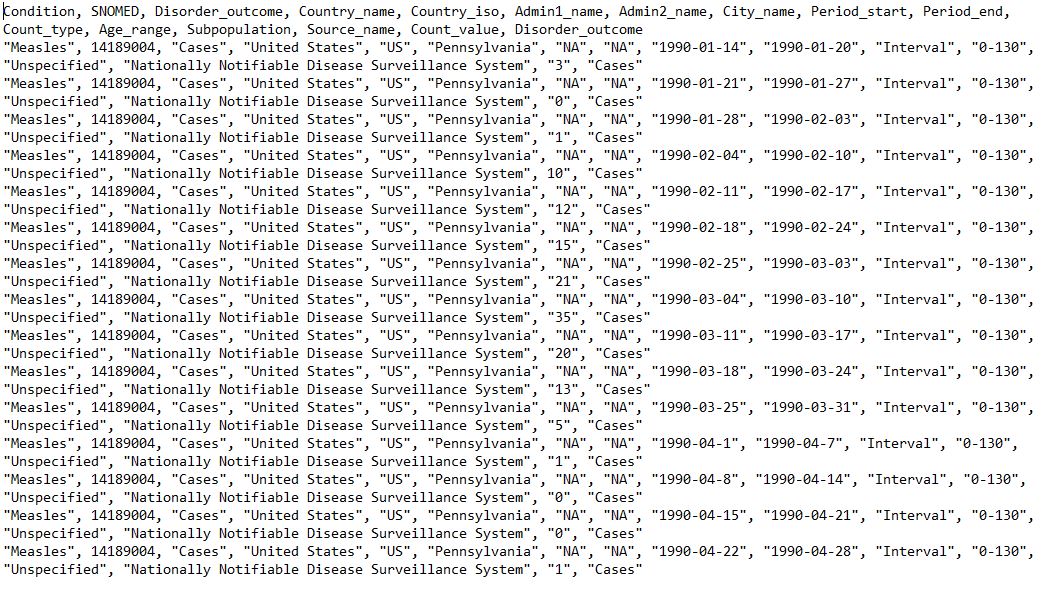 Condition, SNOMED, Disorder_outcome, Country_name, Country_iso, Admin1_name, Admin2_name, City_name, Period_start, Period_end,
Count_type, Age_range, Subpopulation, Source_name, Count_value, Disorder_outcome
"Measles", 14189004, "Cases", "United States", "US", "Pennsylvania", "NA", "NA", "1990-01-14", "1990-01-20", "Interval", "0-130",
"Unspecified", "Nationally Notifiable Disease Surveillance System", "3", "Cases"
"Measles", 14189004, "Cases", "United States", "US", "Pennsylvania", "NA", "NA", "1990-01-21", "1990-01-27", "Interval", "0-130",
"Unspecified", "Nationally Notifiable Disease Surveillance System", "0", "Cases"
"Measles", 14189004, "Cases", "United States", "US", "Pennsylvania", "NA", "NA", "1990-01-28", "1990-02-03", "Interval", "0-130",
"Unspecified", "Nationally Notifiable Disease Surveillance System", "1", "Cases"
"Measles", 14189004, "Cases", "United States", "US", "Pennsylvania", "NA", "NA", "1990-02-04", "1990-02-10", "Interval", "0-130",
"Unspecified", "Nationally Notifiable Disease Surveillance System", 10", "Cases"
"Measles", 14189004, "Cases", "United States", "US", "Pennsylvania", "NA", "NA", "1990-02-11", "1990-02-17", "Interval", "0-130",
"Unspecified", "Nationally Notifiable Disease Surveillance System", "12", "Cases"
"Measles", 14189004, "Cases", "United States", "US", "Pennsylvania", "NA", "NA", "1990-02-18", "1990-02-24", "Interval", "0-130",
"Unspecified", "Nationally Notifiable Disease Surveillance System", "15", "Cases"
"Measles", 14189004, "Cases", "United States", "US", "Pennsylvania", "NA", "NA", "1990-02-25", "1990-03-03", "Interval", "0-130",
"Unspecified", "Nationally Notifiable Disease Surveillance System", "21", "Cases"
"Measles", 14189004, "Cases", "United States", "US", "Pennsylvania", "NA", "NA", "1990-03-04", "1990-03-10", "Interval", "0-130",
"Unspecified", "Nationally Notifiable Disease Surveillance System", "35", "Cases"
"Measles", 14189004, "Cases", "United States", "US", "Pennsylvania", "NA", "NA", "1990-03-11", "1990-03-17", "Interval", "0-130",
"Unspecified", "Nationally Notifiable Disease Surveillance System", "20", "Cases"
"Measles", 14189004, "Cases", "United States", "US", "Pennsylvania", "NA", "NA", "1990-03-18", "1990-03-24", "Interval", "0-130",
"Unspecified", "Nationally Notifiable Disease Surveillance System", "13", "Cases"
"Measles", 14189004, "Cases", "United States", "US", "Pennsylvania", "NA", "NA", "1990-03-25", "1990-03-31", "Interval", "0-130",
"Unspecified", "Nationally Notifiable Disease Surveillance System", "5", "Cases"
"Measles", 14189004, "Cases", "United States", "US", "Pennsylvania", "NA", "NA", "1990-04-1", "1990-04-7", "Interval", "0-130",
"Unspecified", "Nationally Notifiable Disease Surveillance System", "1", "Cases"
"Measles", 14189004, "Cases", "United States", "US", "Pennsylvania", "NA", "NA", "1990-04-8", "1990-04-14", "Interval", "0-130",
"Unspecified", "Nationally Notifiable Disease Surveillance System", "0", "Cases"
"Measles", 14189004, "Cases", "United States", "US", "Pennsylvania", "NA", "NA", "1990-04-15", "1990-04-21", "Interval", "0-130",
"Unspecified", "Nationally Notifiable Disease Surveillance System", "0", "Cases"
"Measles", 14189004, "Cases", "United States", "US", "Pennsylvania", "NA", "NA", "1990-04-22", "1990-04-28", "Interval", "0-130",
"Unspecified", "Nationally Notifiable Disease Surveillance System", "1", "Cases"